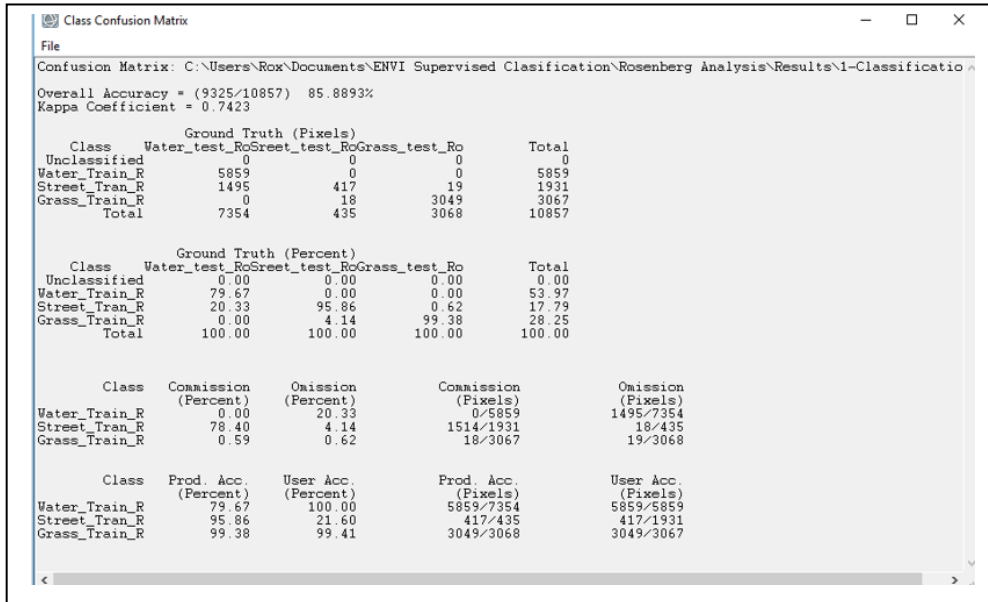 Class Confusion Matrix
File
Confusion Matrix: C:\Users\Rox\Documents\ENVI Supervised Clasification\Rosenberg Analysis\Results\1-Classificatio
Overall Accuracy = (9325/10857) 85.8893%
Kappa Coefficient = 0.7423
Ground Truth (Pixels)
Class Water_test_RoSreet_test_RoGrass_test_Ro Total
Unclassified 0 0 0 0
Water_Train_R 5859 0 0 5859
Street_Tran_R 1495 417 19 1931
Grass_Train_R 0 18 3049 3067
Total 7354 435 3068 10857
Ground Truth (Percent)
Class Water_test_RoSreet_test_RoGrass_test_Ro Total
Unclassified 0.00 0.00 0.00 0.00
Water_Train_R 79.67 0.00 0.00 53.97
Street_Tran_R 20.33 95.86 0.62 17.79
Grass_Train_R 0.00 4.14 99.38 28.25
Total 100.00 100.00 100.00 100.00
Class Commission Omission Commission Omission
(Percent) (Percent) (Pixels) (Pixels)
Water_Train_R 0.00 20.33 0/5859 1495/7354
Street_Tran_R 78.40 4.14 1514/1931 18/435
Grass_Train_R 0.59 0.62 18/3067 19/3068
Class Prod. Acc. User Acc. Prod. Acc. User Acc.
(Percent) (Percent) (Pixels) (Pixels)
Water_Train_R 79.67 100.00 5859/7354 5859/5859
Street_Tran_R 95.86 21.60 417/435 417/1931
Grass_Train_R 99.38 99.41 3049/3068 3049/3067